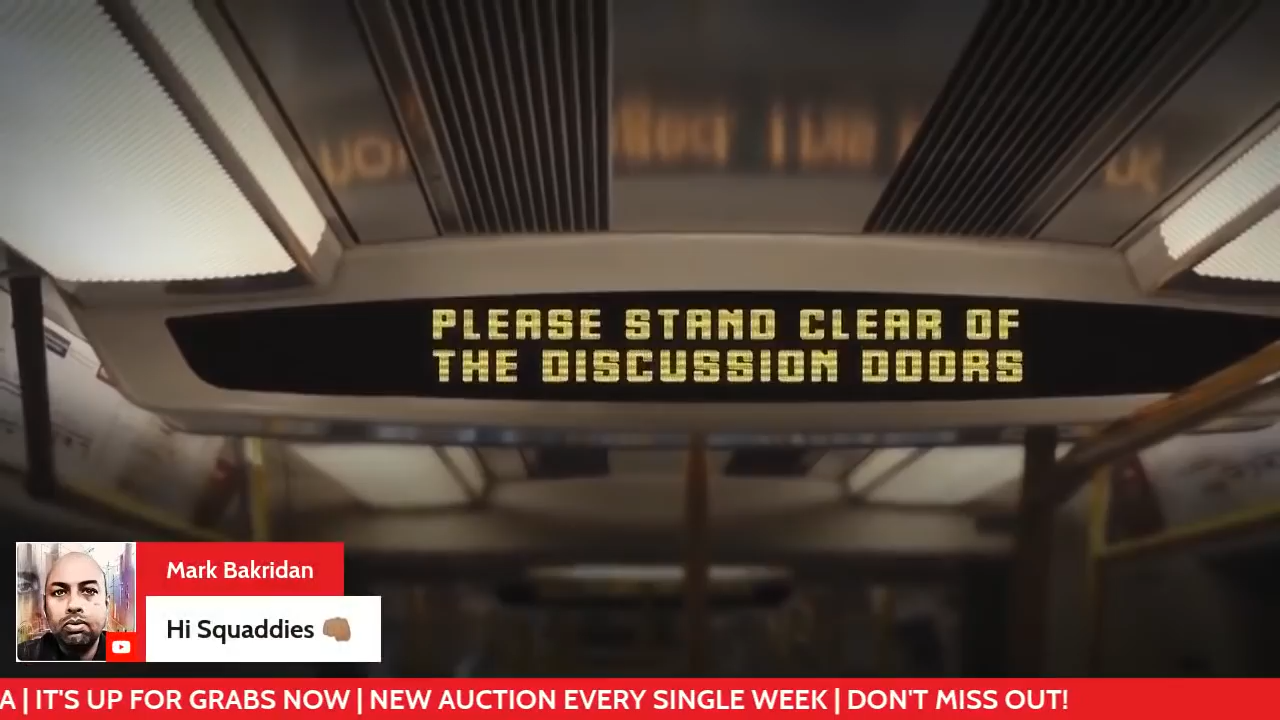 PLEASE STAND CLEAR OF
THE DISCUSSION DOORS
Mark Bakridan
Hi Squaddies 👊🏽
A | IT'S UP FOR GRABS NOW | NEW AUCTION EVERY SINGLE WEEK | DON'T MISS OUT!